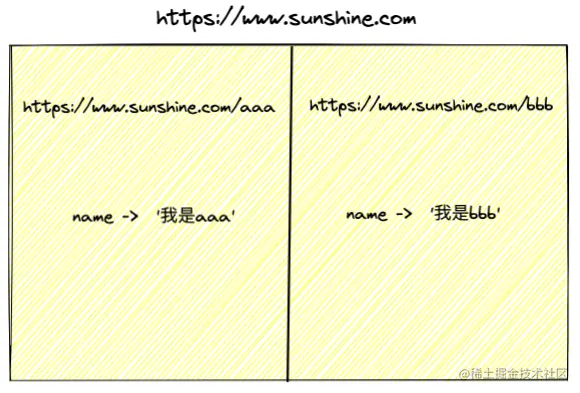 https://www.sunshine.com
https://www.sunshine.com/aaa
https://www.sunshine.com/bbb
name -> '我是aaa'
name -> '我是bbb'
@稀土掘金技术社区